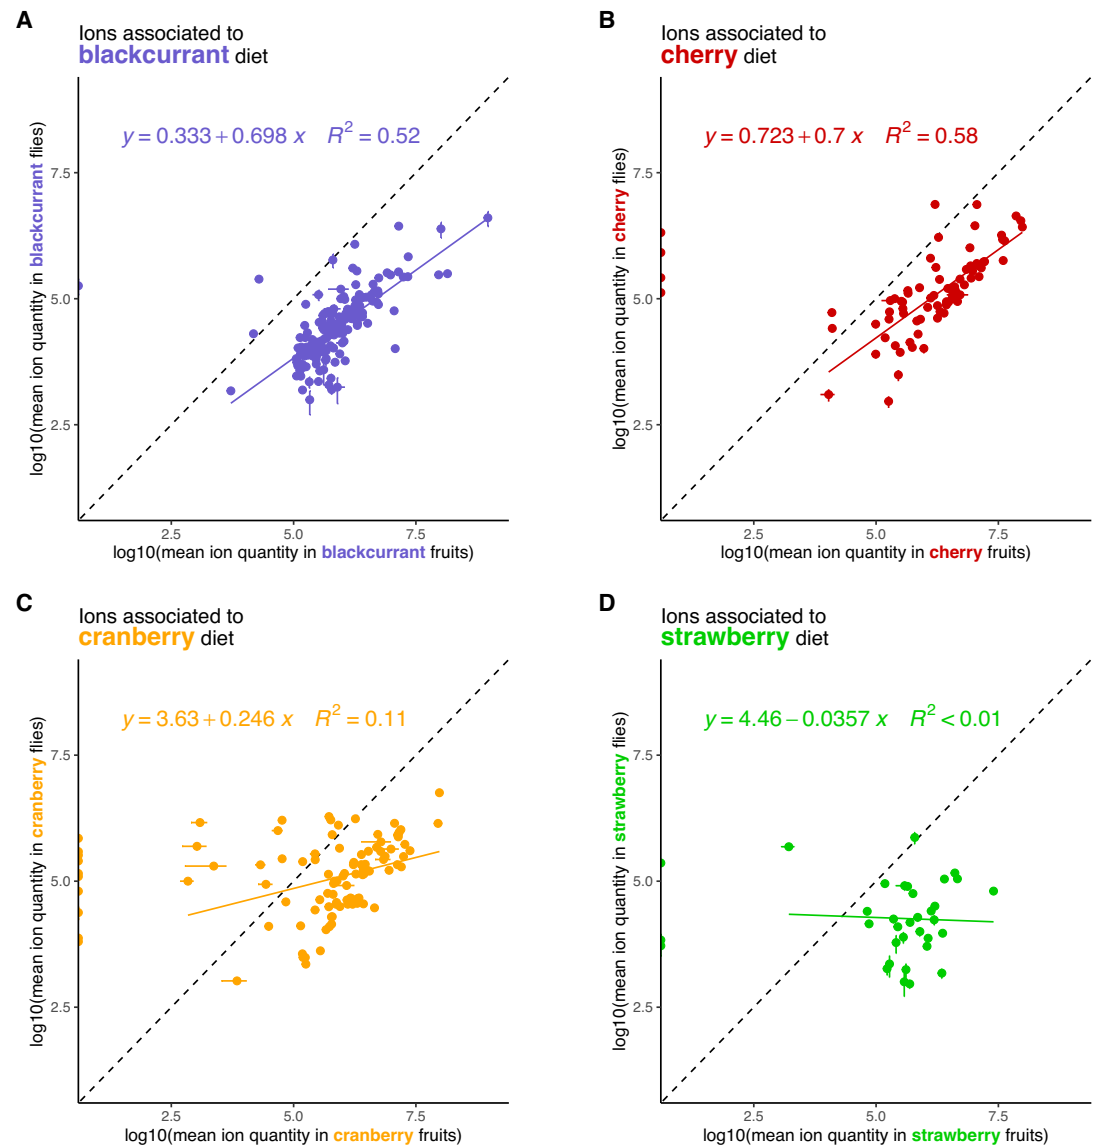 A
Ions associated to
blackcurrant diet
y = 0.333 + 0.698 x R² = 0.52
7.5
5.0
2.5
log10(mean ion quantity in blackcurrant flies)
2.5 5.0 7.5
log10(mean ion quantity in blackcurrant fruits)
B
Ions associated to
cherry diet
y = 0.723 + 0.7 x R² = 0.58
7.5
5.0
2.5
log10(mean ion quantity in cherry flies)
2.5 5.0 7.5
log10(mean ion quantity in cherry fruits)
C
Ions associated to
cranberry diet
y = 3.63 + 0.246 x R² = 0.11
7.5
5.0
2.5
log10(mean ion quantity in cranberry flies)
2.5 5.0 7.5
log10(mean ion quantity in cranberry fruits)
D
Ions associated to
strawberry diet
y = 4.46 − 0.0357 x R² < 0.01
7.5
5.0
2.5
log10(mean ion quantity in strawberry flies)
2.5 5.0 7.5
log10(mean ion quantity in strawberry fruits)